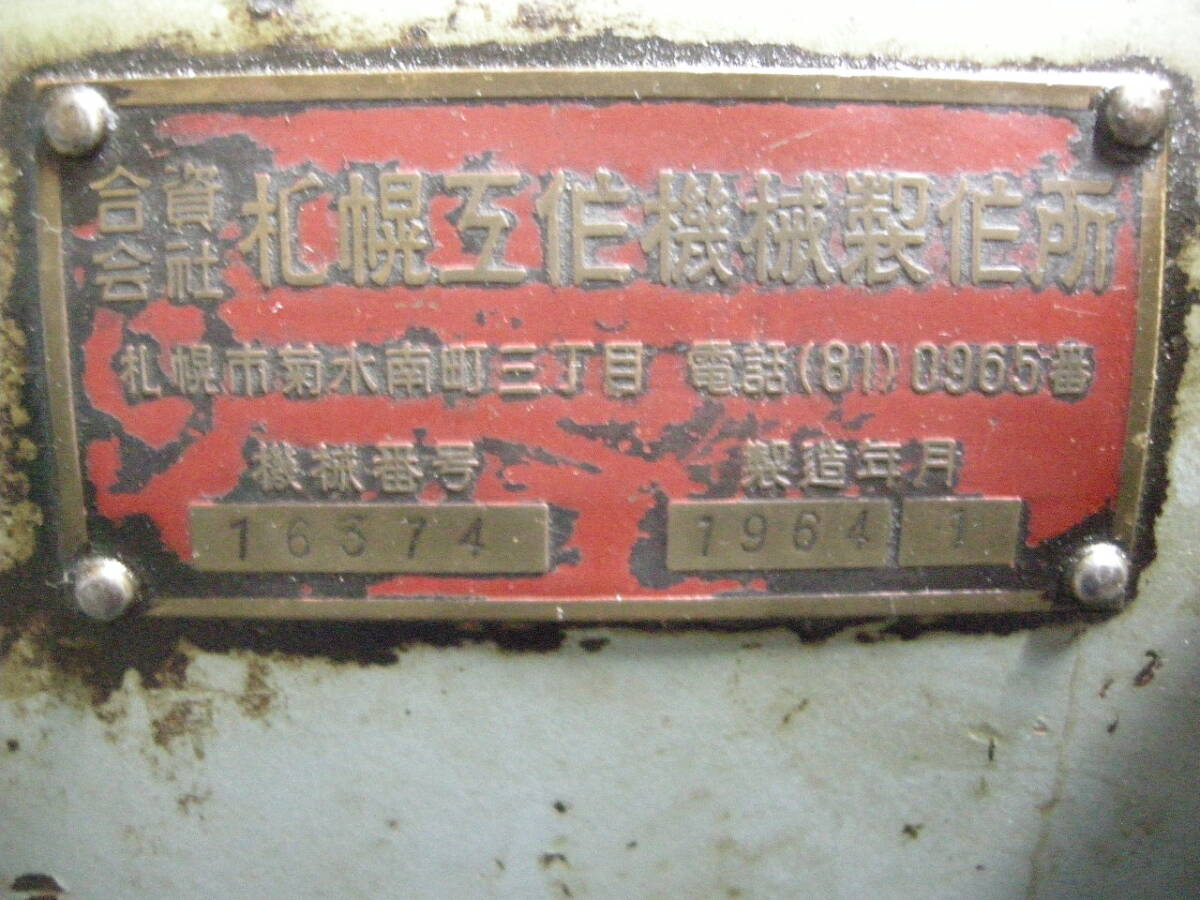 合資会社 札幌工作機械製作所
札幌市菊水南町三丁目 電話(81)0965番
機械番号 製造年月
16374 1964 1